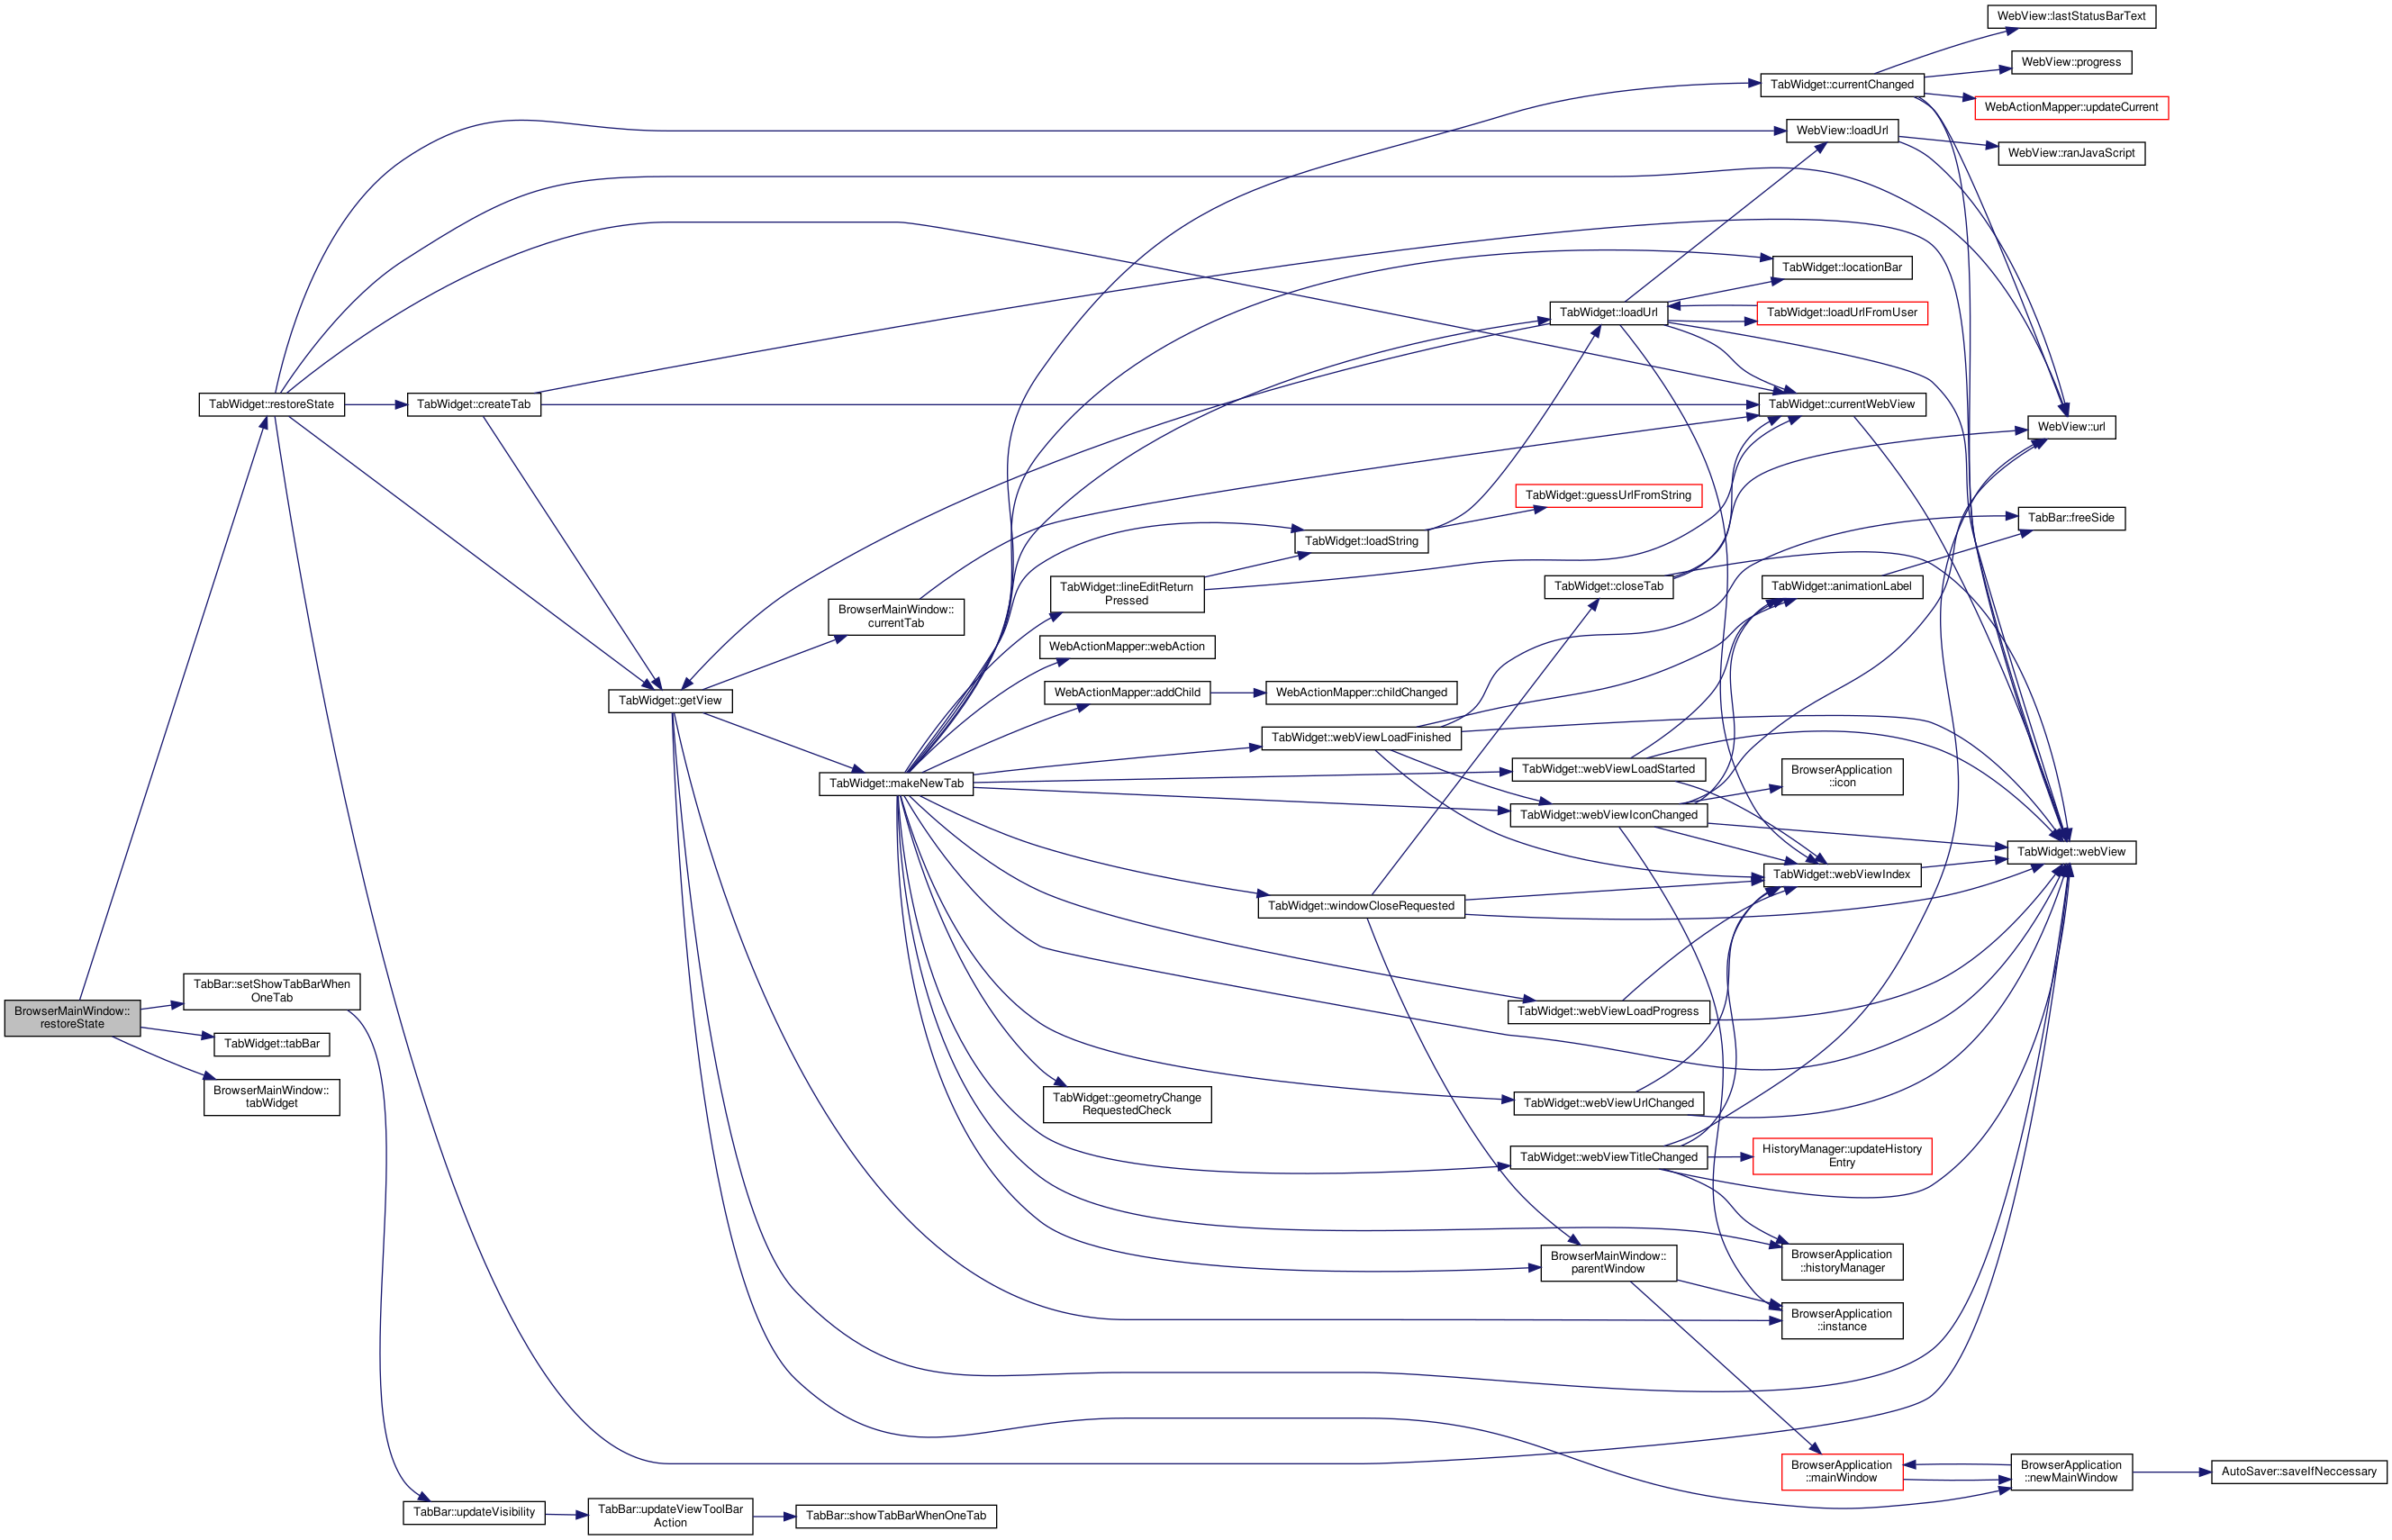 WebView::lastStatusBarText
WebView::progress
TabWidget::currentChanged
WebActionMapper::updateCurrent
WebView::loadUrl
WebView::ranJavaScript
TabWidget::locationBar
TabWidget::loadUrl
TabWidget::loadUrlFromUser
TabWidget::restoreState
TabWidget::createTab
TabWidget::currentWebView
WebView::url
TabWidget::guessUrlFromString
TabBar::freeSide
TabWidget::loadString
TabWidget::lineEditReturn
Pressed
TabWidget::closeTab
TabWidget::animationLabel
BrowserMainWindow::
currentTab
WebActionMapper::webAction
TabWidget::getView
WebActionMapper::addChild
WebActionMapper::childChanged
TabWidget::webViewLoadFinished
TabWidget::makeNewTab
TabWidget::webViewLoadStarted
BrowserApplication
::icon
TabWidget::webViewIconChanged
TabWidget::webView
TabWidget::webViewIndex
TabWidget::windowCloseRequested
TabBar::setShowTabBarWhen
OneTab
BrowserMainWindow::
restoreState
TabWidget::webViewLoadProgress
TabWidget::tabBar
BrowserMainWindow::
tabWidget
TabWidget::geometryChange
RequestedCheck
TabWidget::webViewUrlChanged
TabWidget::webViewTitleChanged
HistoryManager::updateHistory
Entry
BrowserMainWindow::
parentWindow
BrowserApplication
::historyManager
BrowserApplication
::instance
BrowserApplication
::mainWindow
BrowserApplication
::newMainWindow
AutoSaver::saveIfNeccessary
TabBar::updateVisibility
TabBar::updateViewToolBar
Action
TabBar::showTabBarWhenOneTab